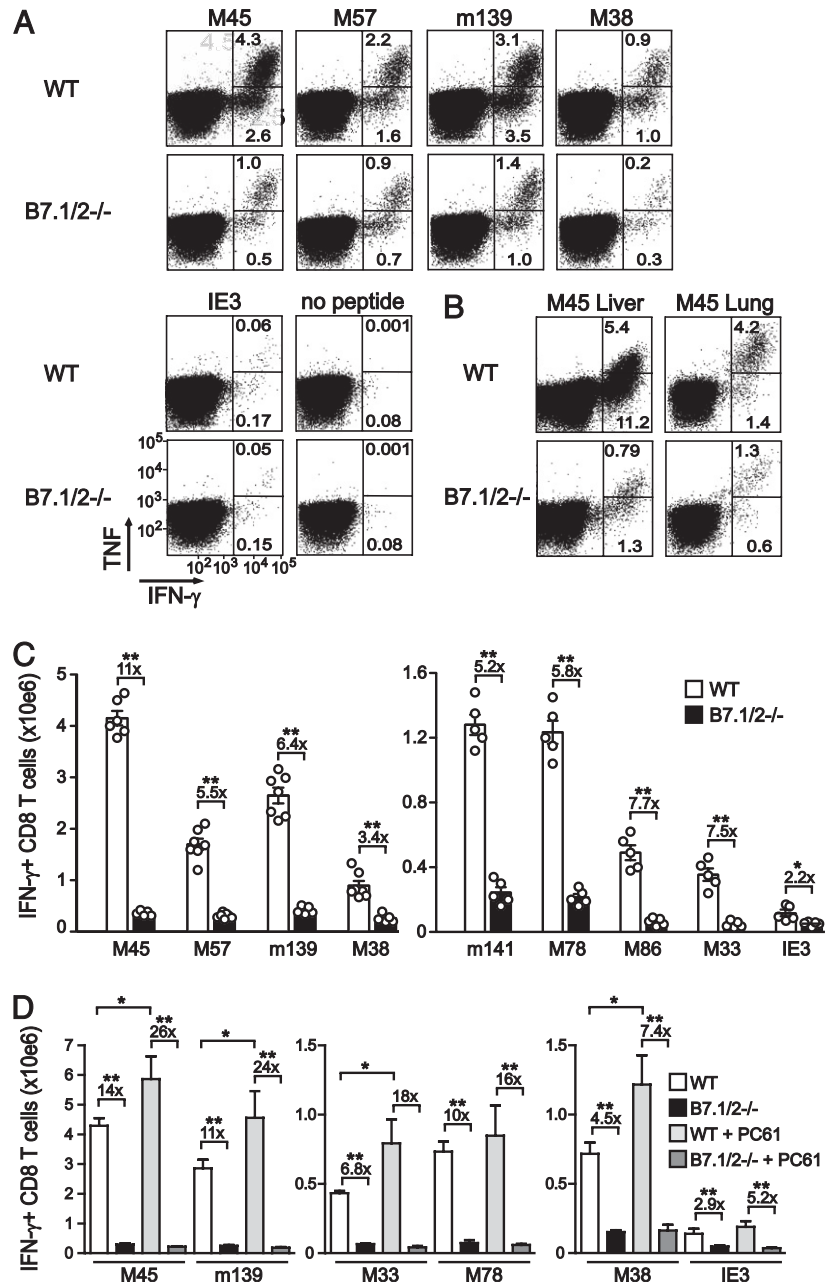 A
M45 M57 m139 M38
WT
4.5 4.3 2.2 3.1 0.9
2.6 1.6 3.5 1.0
B7.1/2-/-
1.0 0.9 1.4 0.2
0.5 0.7 1.0 0.3
IE3 no peptide
WT
0.06 0.001
0.17 0.08
B7.1/2-/-
0.05 0.001
0.15 0.08
10^5
10^4
10^3
10^2
10^2 10^3 10^4 10^5
TNF
IFN-γ
B
M45 Liver M45 Lung
WT
5.4 4.2
11.2 1.4
B7.1/2-/-
0.79 1.3
1.3 0.6
C
IFN-γ+ CD8 T cells (x10e6)
5
4
3
2
1
0
** 11x
** 5.5x
** 6.4x
** 3.4x
M45 M57 m139 M38
1.6
1.2
0.8
0.4
0
** 5.2x
** 5.8x
** 7.7x
** 7.5x
* 2.2x
m141 M78 M86 M33 IE3
WT
B7.1/2-/-
D
IFN-γ+ CD8 T cells (x10e6)
7
6
5
4
3
2
1
0
*
** 14x
** 26x
*
** 11x
** 24x
M45 m139
1.5
1.0
0.5
0
*
** 6.8x
18x
** 10x
** 16x
M33 M78
1.5
1.0
0.5
0
*
** 4.5x
** 7.4x
** 2.9x
** 5.2x
M38 IE3
WT
B7.1/2-/-
WT + PC61
B7.1/2-/- + PC61